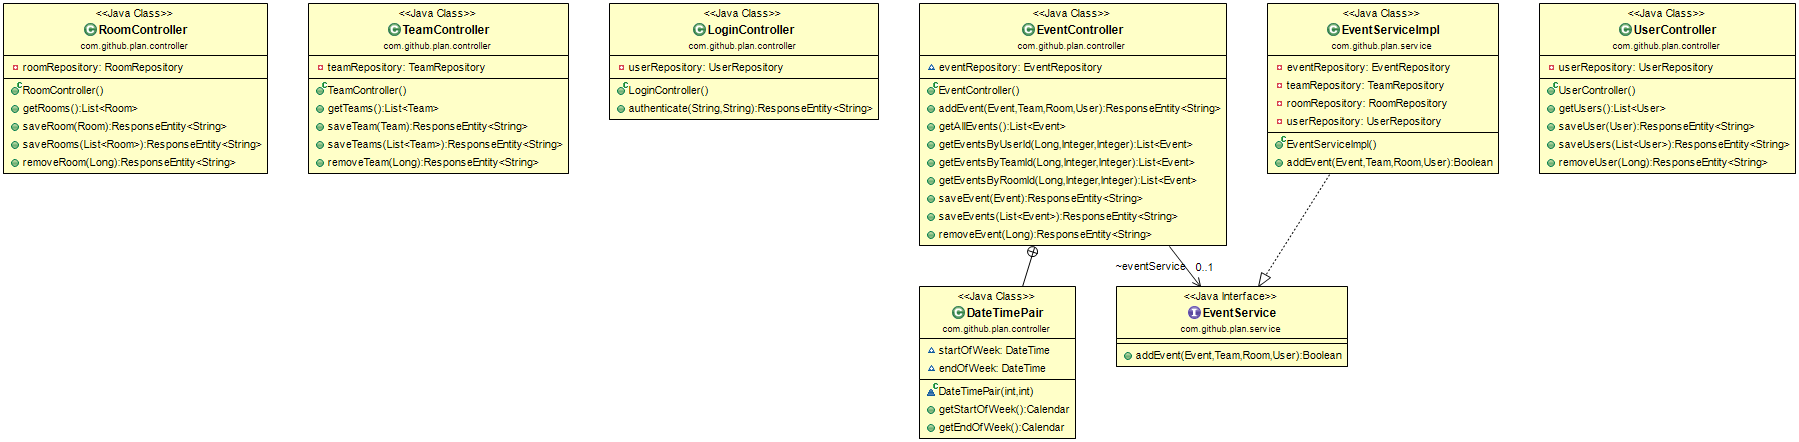 <<Java Class>>
RoomController
com.github.plan.controller
roomRepository: RoomRepository
RoomController()
getRooms():List<Room>
saveRoom(Room):ResponseEntity<String>
saveRooms(List<Room>):ResponseEntity<String>
removeRoom(Long):ResponseEntity<String>
<<Java Class>>
TeamController
com.github.plan.controller
teamRepository: TeamRepository
TeamController()
getTeams():List<Team>
saveTeam(Team):ResponseEntity<String>
saveTeams(List<Team>):ResponseEntity<String>
removeTeam(Long):ResponseEntity<String>
<<Java Class>>
LoginController
com.github.plan.controller
userRepository: UserRepository
LoginController()
authenticate(String,String):ResponseEntity<String>
<<Java Class>>
EventController
com.github.plan.controller
eventRepository: EventRepository
EventController()
addEvent(Event,Team,Room,User):ResponseEntity<String>
getAllEvents():List<Event>
getEventsByUserId(Long,Integer,Integer):List<Event>
getEventsByTeamId(Long,Integer,Integer):List<Event>
getEventsByRoomId(Long,Integer,Integer):List<Event>
saveEvent(Event):ResponseEntity<String>
saveEvents(List<Event>):ResponseEntity<String>
removeEvent(Long):ResponseEntity<String>
<<Java Class>>
EventServiceImpl
com.github.plan.service
eventRepository: EventRepository
teamRepository: TeamRepository
roomRepository: RoomRepository
userRepository: UserRepository
EventServiceImpl()
addEvent(Event,Team,Room,User):Boolean
<<Java Class>>
UserController
com.github.plan.controller
userRepository: UserRepository
UserController()
getUsers():List<User>
saveUser(User):ResponseEntity<String>
saveUsers(List<User>):ResponseEntity<String>
removeUser(Long):ResponseEntity<String>
~eventService 0..1
<<Java Class>>
DateTimePair
com.github.plan.controller
startOfWeek: DateTime
endOfWeek: DateTime
DateTimePair(int,int)
getStartOfWeek():Calendar
getEndOfWeek():Calendar
<<Java Interface>>
EventService
com.github.plan.service
addEvent(Event,Team,Room,User):Boolean